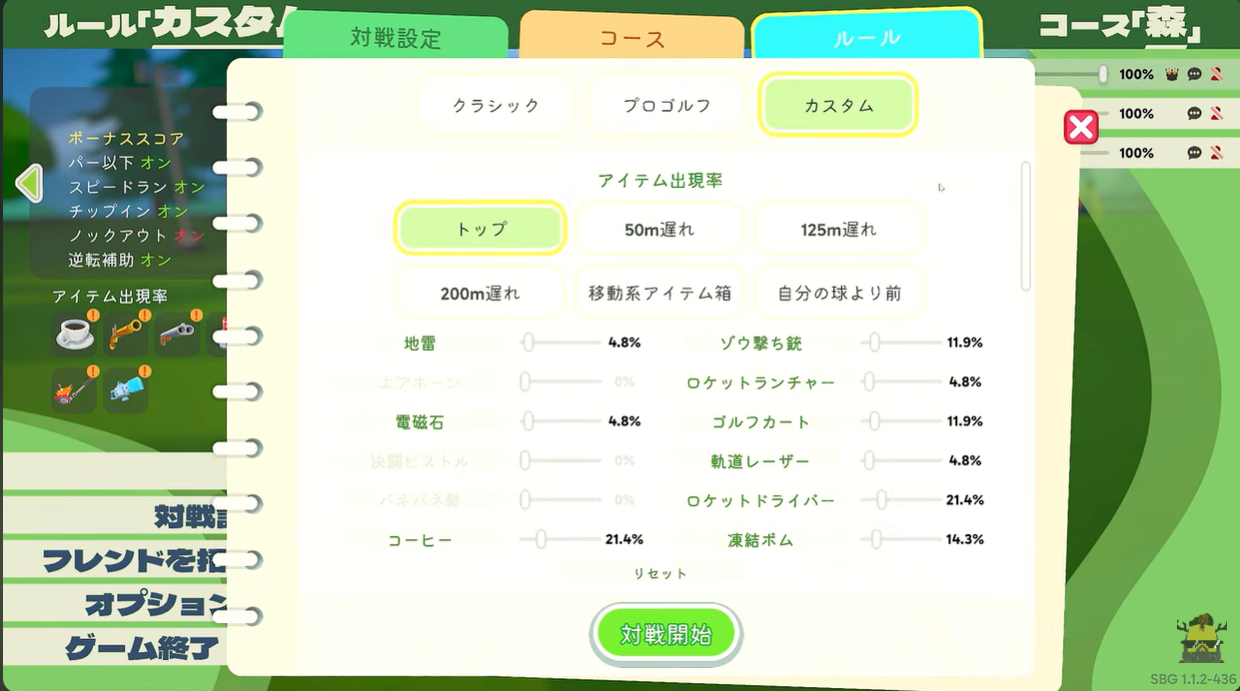 ルール「カスタ
対戦設定
コース
ルール
コース「森」
クラシック
プロゴルフ
カスタム
100%
100%
100%
ボーナススコア
パー以下 オン
スピードラン オン
チップイン オン
ノックアウト オン
逆転補助 オン
アイテム出現率
アイテム出現率
トップ
50m遅れ
125m遅れ
200m遅れ
移動系アイテム箱
自分の球より前
地雷 4.8%
ゾウ撃ち銃 11.9%
エアホーン 0%
ロケットランチャー 4.8%
電磁石 4.8%
ゴルフカート 11.9%
決闘ピストル 0%
軌道レーザー 4.8%
バネバネ靴 0%
ロケットドライバー 21.4%
コーヒー 21.4%
凍結ボム 14.3%
リセット
対戦開始
対戦
フレンドを
オプション
ゲーム終了
SBG 1.1.2-436